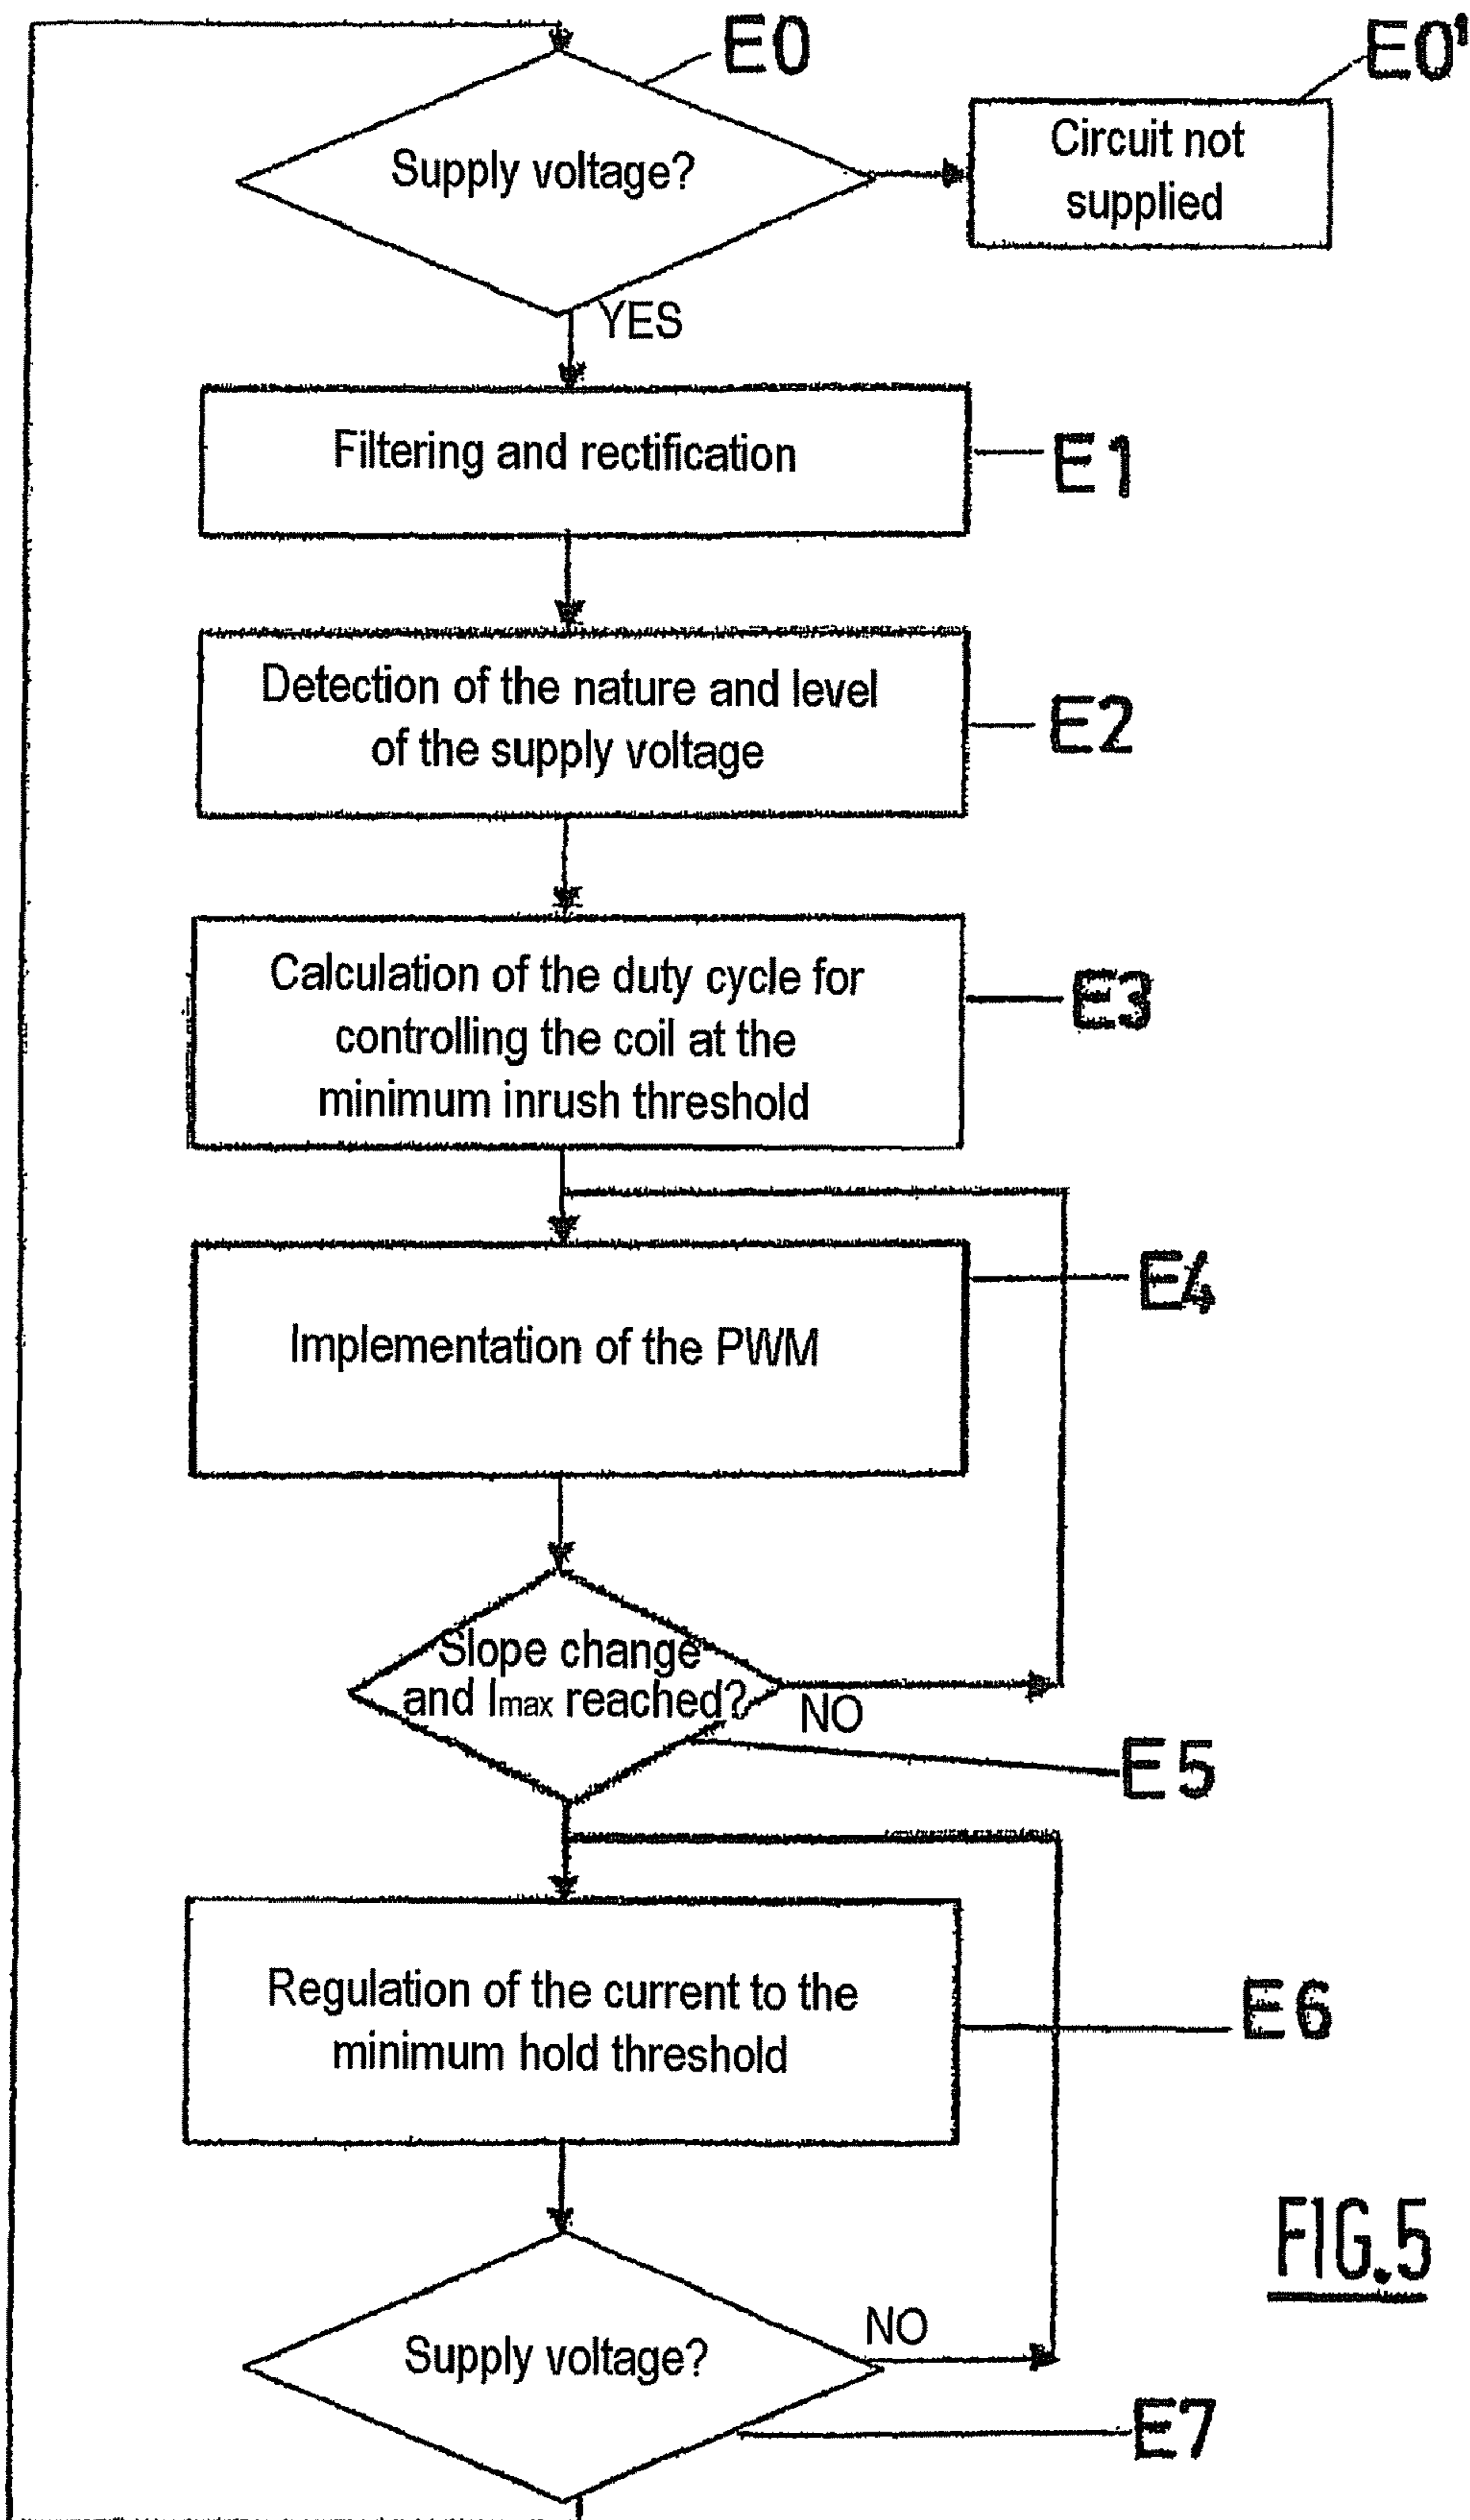 E0
E0'
Supply voltage?
Circuit not
supplied
YES
Filtering and rectification
E1
Detection of the nature and level
of the supply voltage
E2
Calculation of the duty cycle for
controlling the coil at the
minimum inrush threshold
E3
E4
Implementation of the PWM
Slope change
and Imax reached?
NO
E5
Regulation of the current to the
minimum hold threshold
E6
FIG.5
NO
Supply voltage?
E7